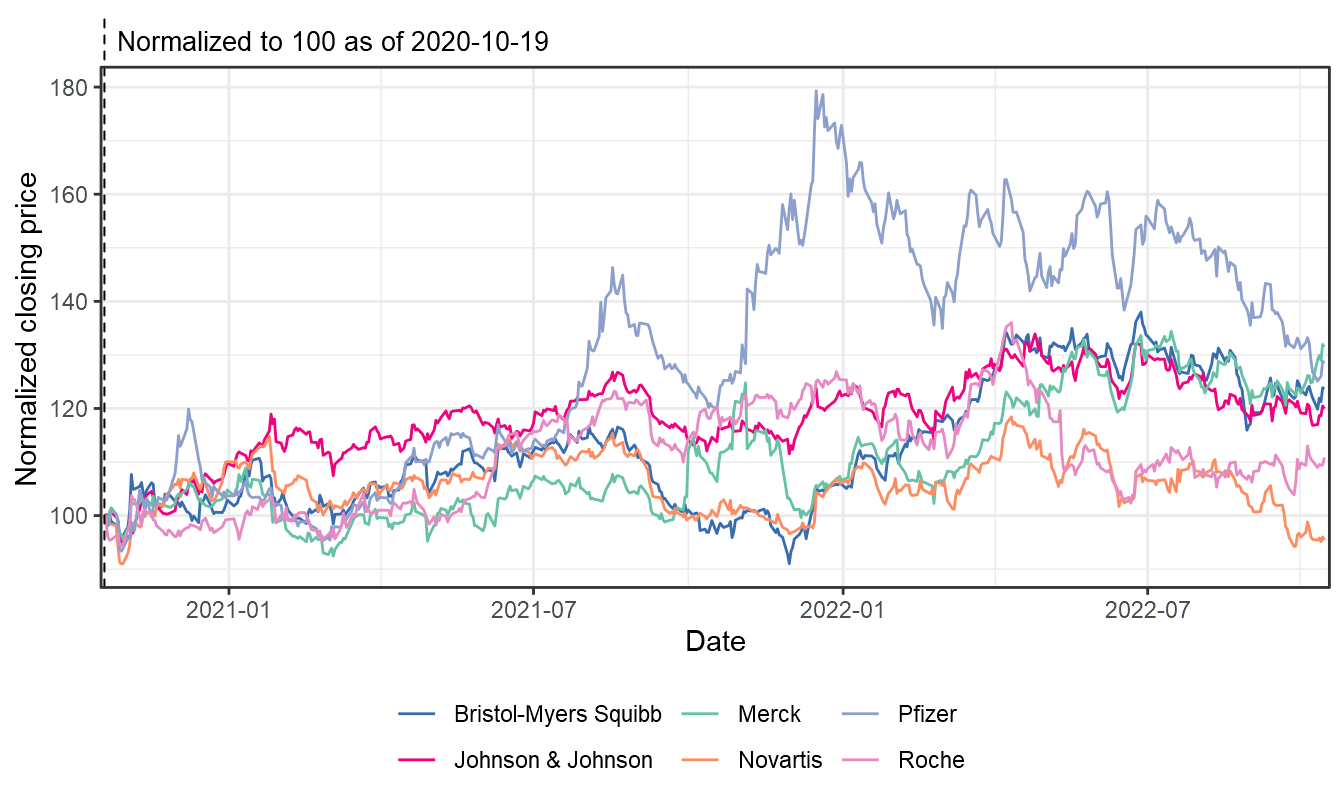 Normalized to 100 as of 2020-10-19
180
160
140
120
100
Normalized closing price
2021-01
2021-07
2022-01
2022-07
Date
Bristol-Myers Squibb
Merck
Pfizer
Johnson & Johnson
Novartis
Roche